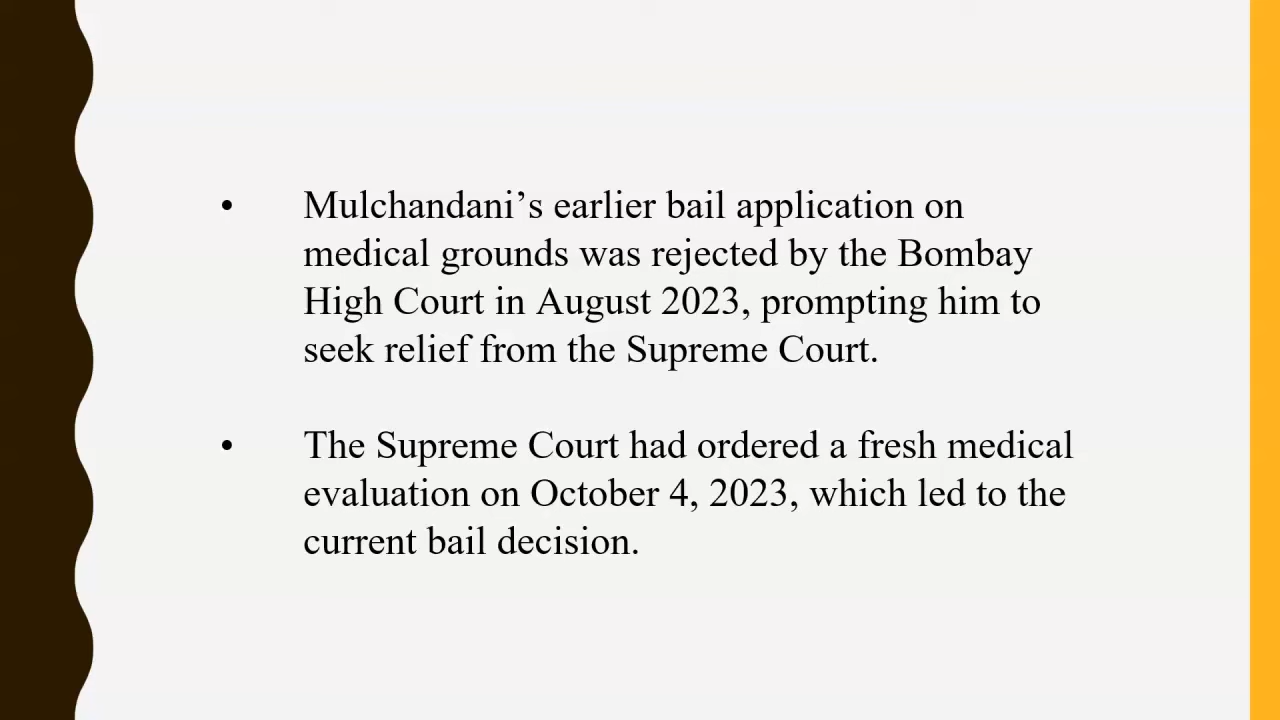 • Mulchandani’s earlier bail application on
medical grounds was rejected by the Bombay
High Court in August 2023, prompting him to
seek relief from the Supreme Court.
• The Supreme Court had ordered a fresh medical
evaluation on October 4, 2023, which led to the
current bail decision.